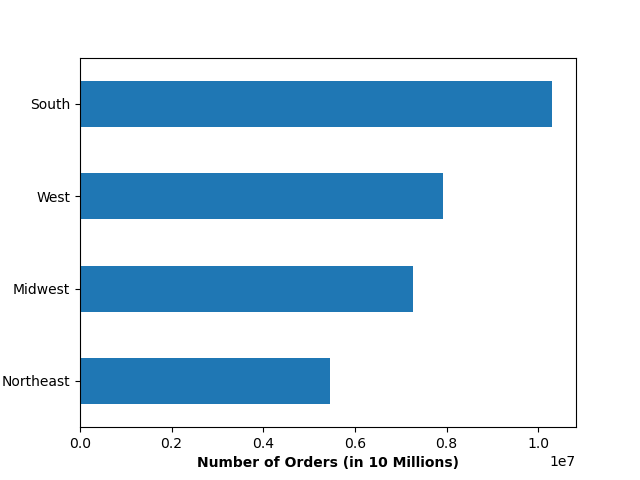 South
West
Midwest
Northeast
0.0 0.2 0.4 0.6 0.8 1.0
1e7
Number of Orders (in 10 Millions)